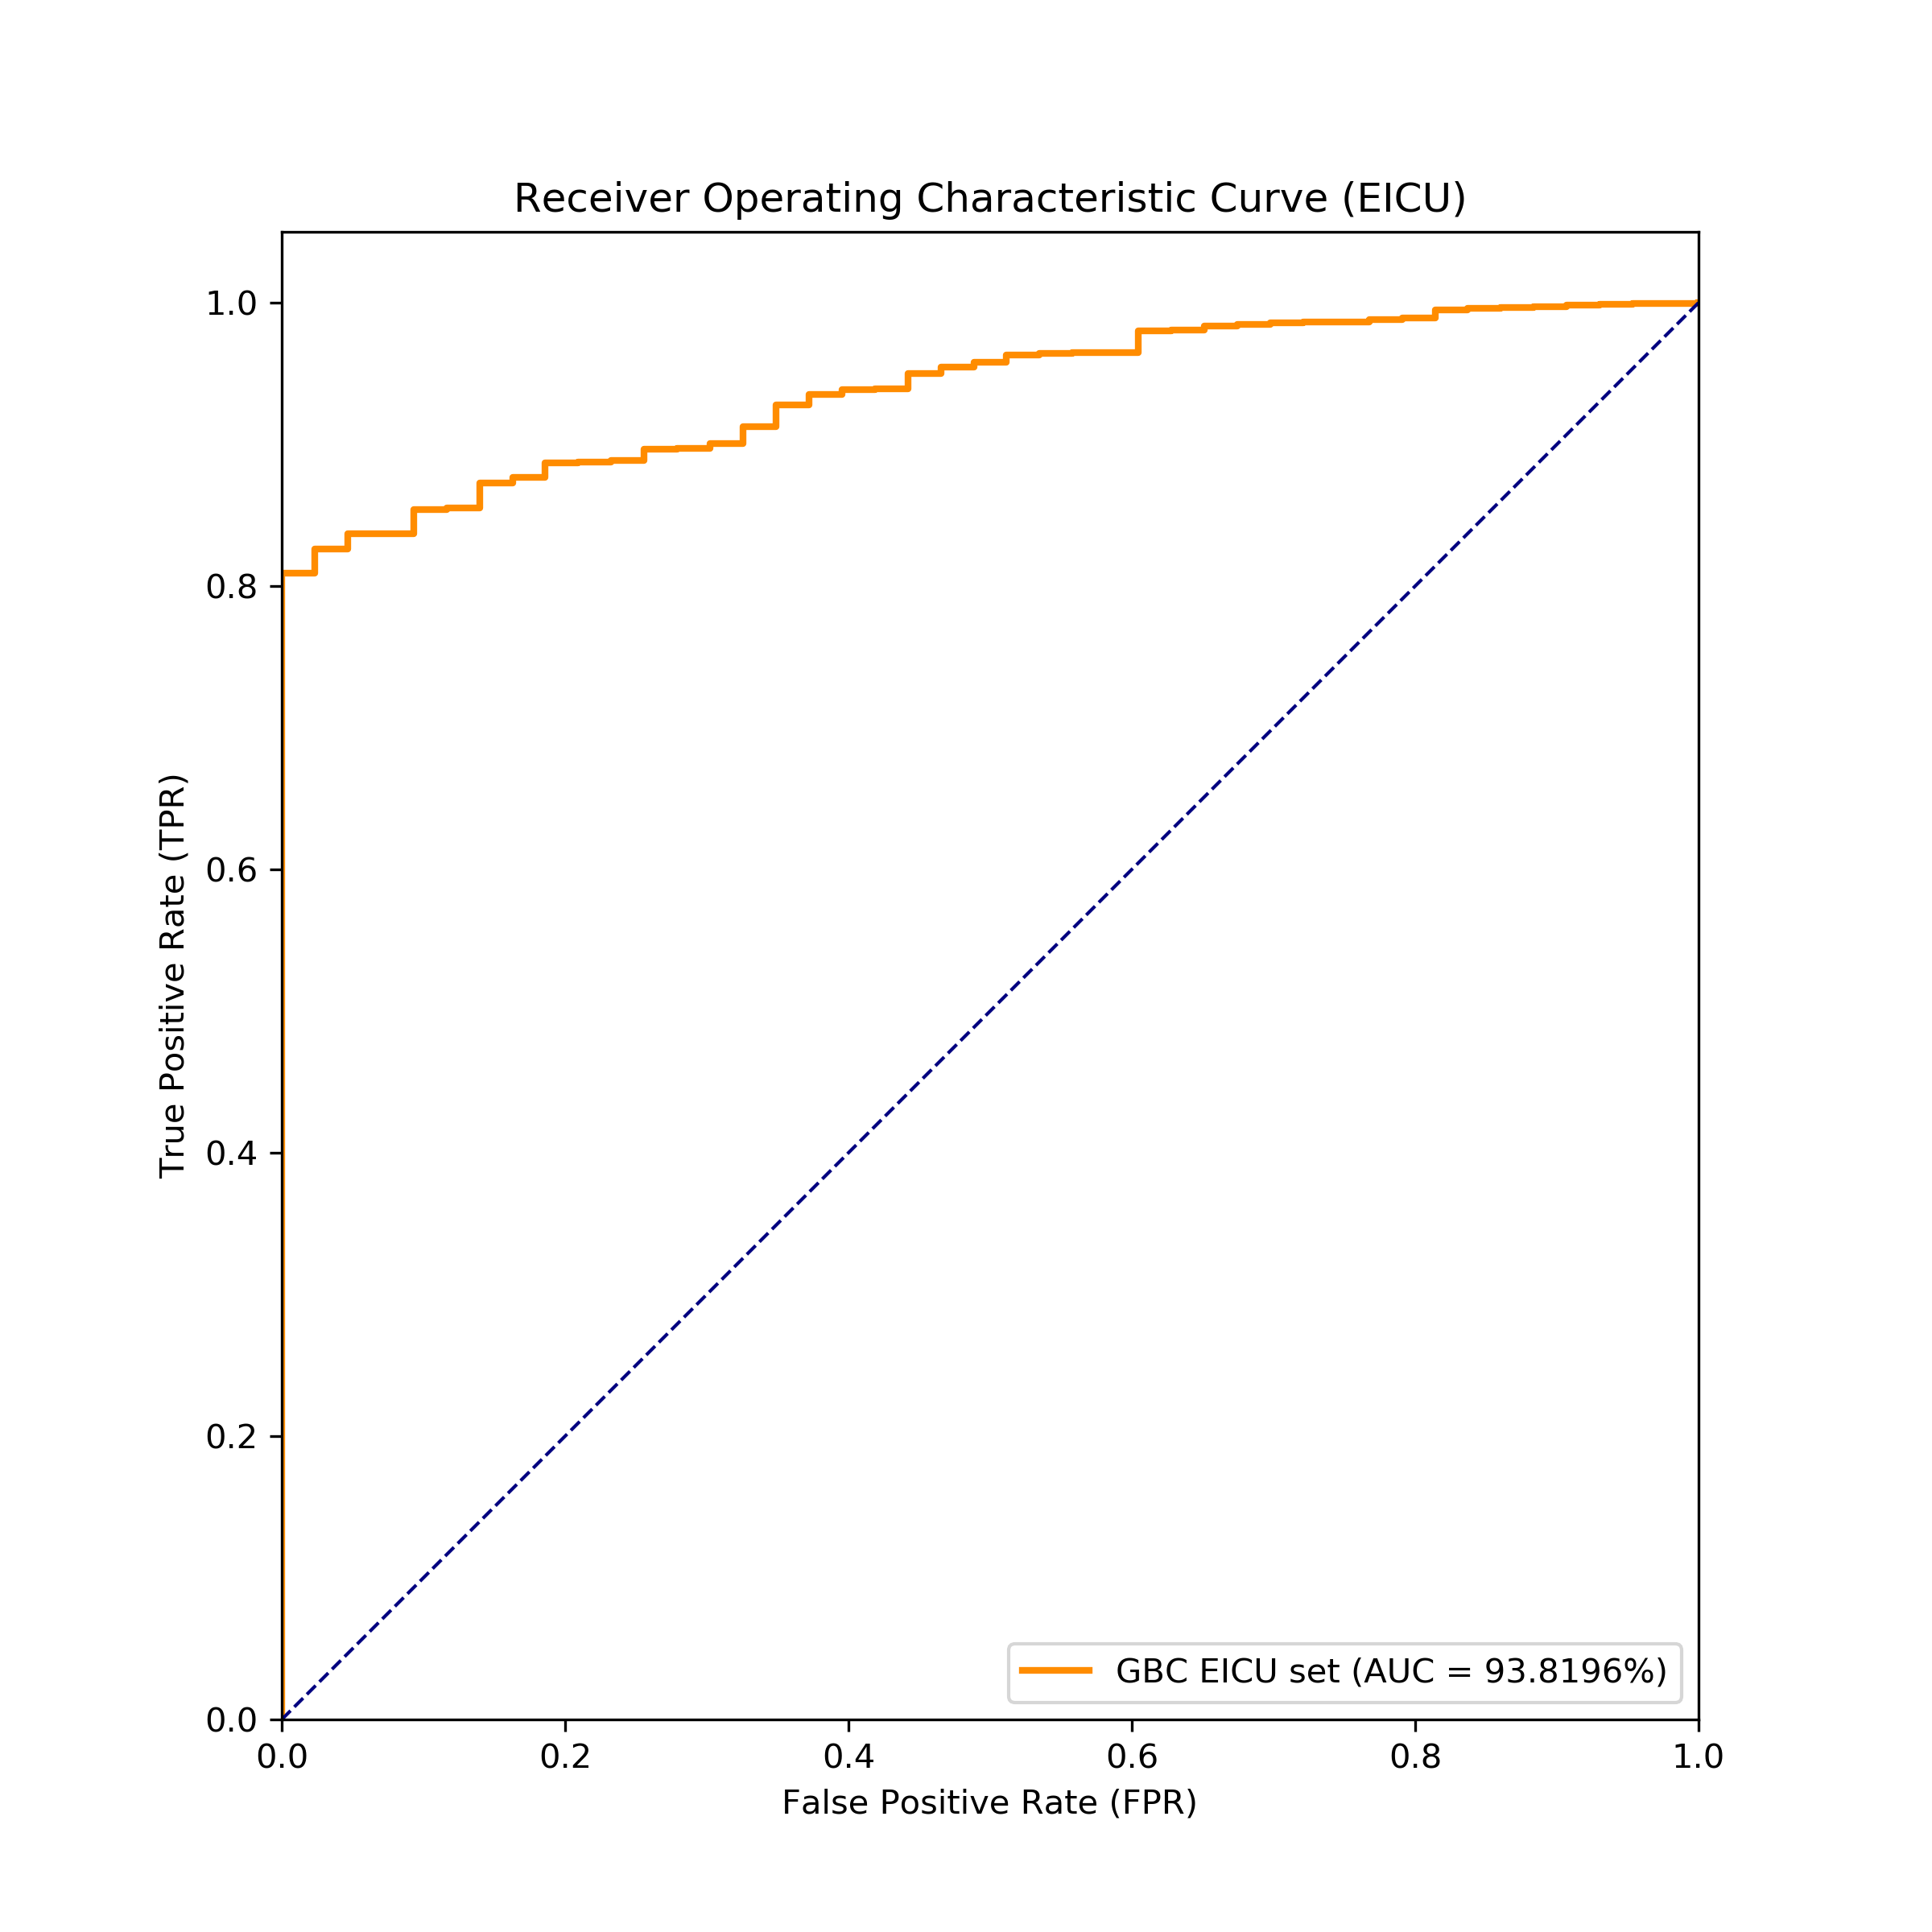 Receiver Operating Characteristic Curve (EICU)
1.0
0.8
0.6
0.4
0.2
0.0
True Positive Rate (TPR)
GBC EICU set (AUC = 93.8196%)
0.0 0.2 0.4 0.6 0.8 1.0
False Positive Rate (FPR)